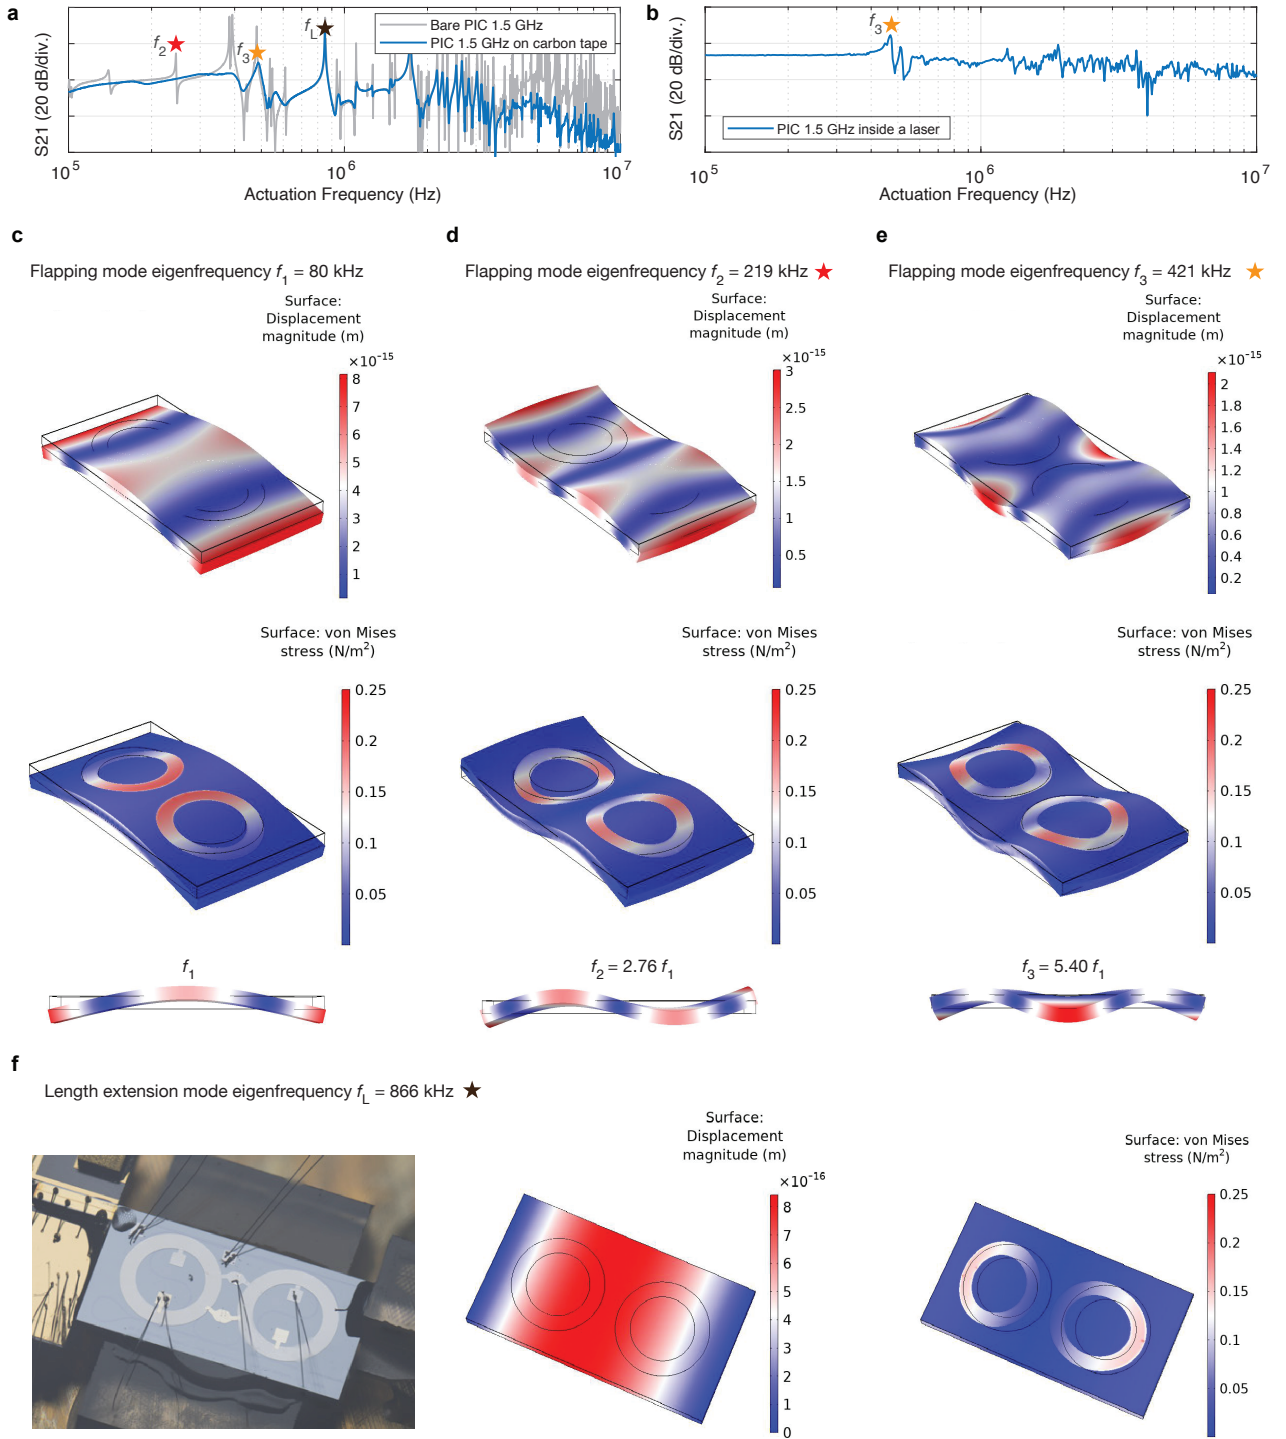 a
S21 (20 dB/div.)
f2
f3
fL
Bare PIC 1.5 GHz
PIC 1.5 GHz on carbon tape
10^5
10^6
10^7
Actuation Frequency (Hz)
b
S21 (20 dB/div.)
f3
PIC 1.5 GHz inside a laser
10^5
10^6
10^7
Actuation Frequency (Hz)
c
Flapping mode eigenfrequency f1 = 80 kHz
Surface:
Displacement
magnitude (m)
×10^-15
8
7
6
5
4
3
2
1
Surface: von Mises
stress (N/m²)
0.25
0.2
0.15
0.1
0.05
f1
d
Flapping mode eigenfrequency f2 = 219 kHz
Surface:
Displacement
magnitude (m)
×10^-15
3
2.5
2
1.5
1
0.5
Surface: von Mises
stress (N/m²)
0.25
0.2
0.15
0.1
0.05
f2 = 2.76 f1
e
Flapping mode eigenfrequency f3 = 421 kHz
Surface:
Displacement
magnitude (m)
×10^-15
2
1.8
1.6
1.4
1.2
1
0.8
0.6
0.4
0.2
Surface: von Mises
stress (N/m²)
0.25
0.2
0.15
0.1
0.05
f3 = 5.40 f1
f
Length extension mode eigenfrequency fL = 866 kHz
Surface:
Displacement
magnitude (m)
×10^-16
8
7
6
5
4
3
2
1
0
Surface: von Mises
stress (N/m²)
0.25
0.2
0.15
0.1
0.05